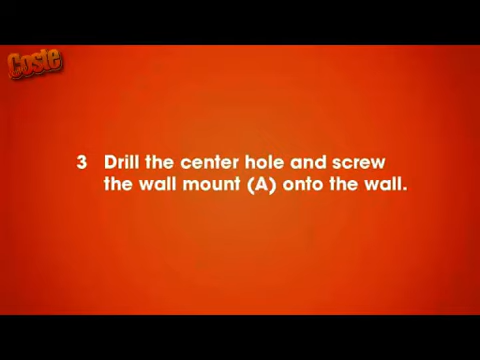 Coste
3 Drill the center hole and screw
the wall mount (A) onto the wall.